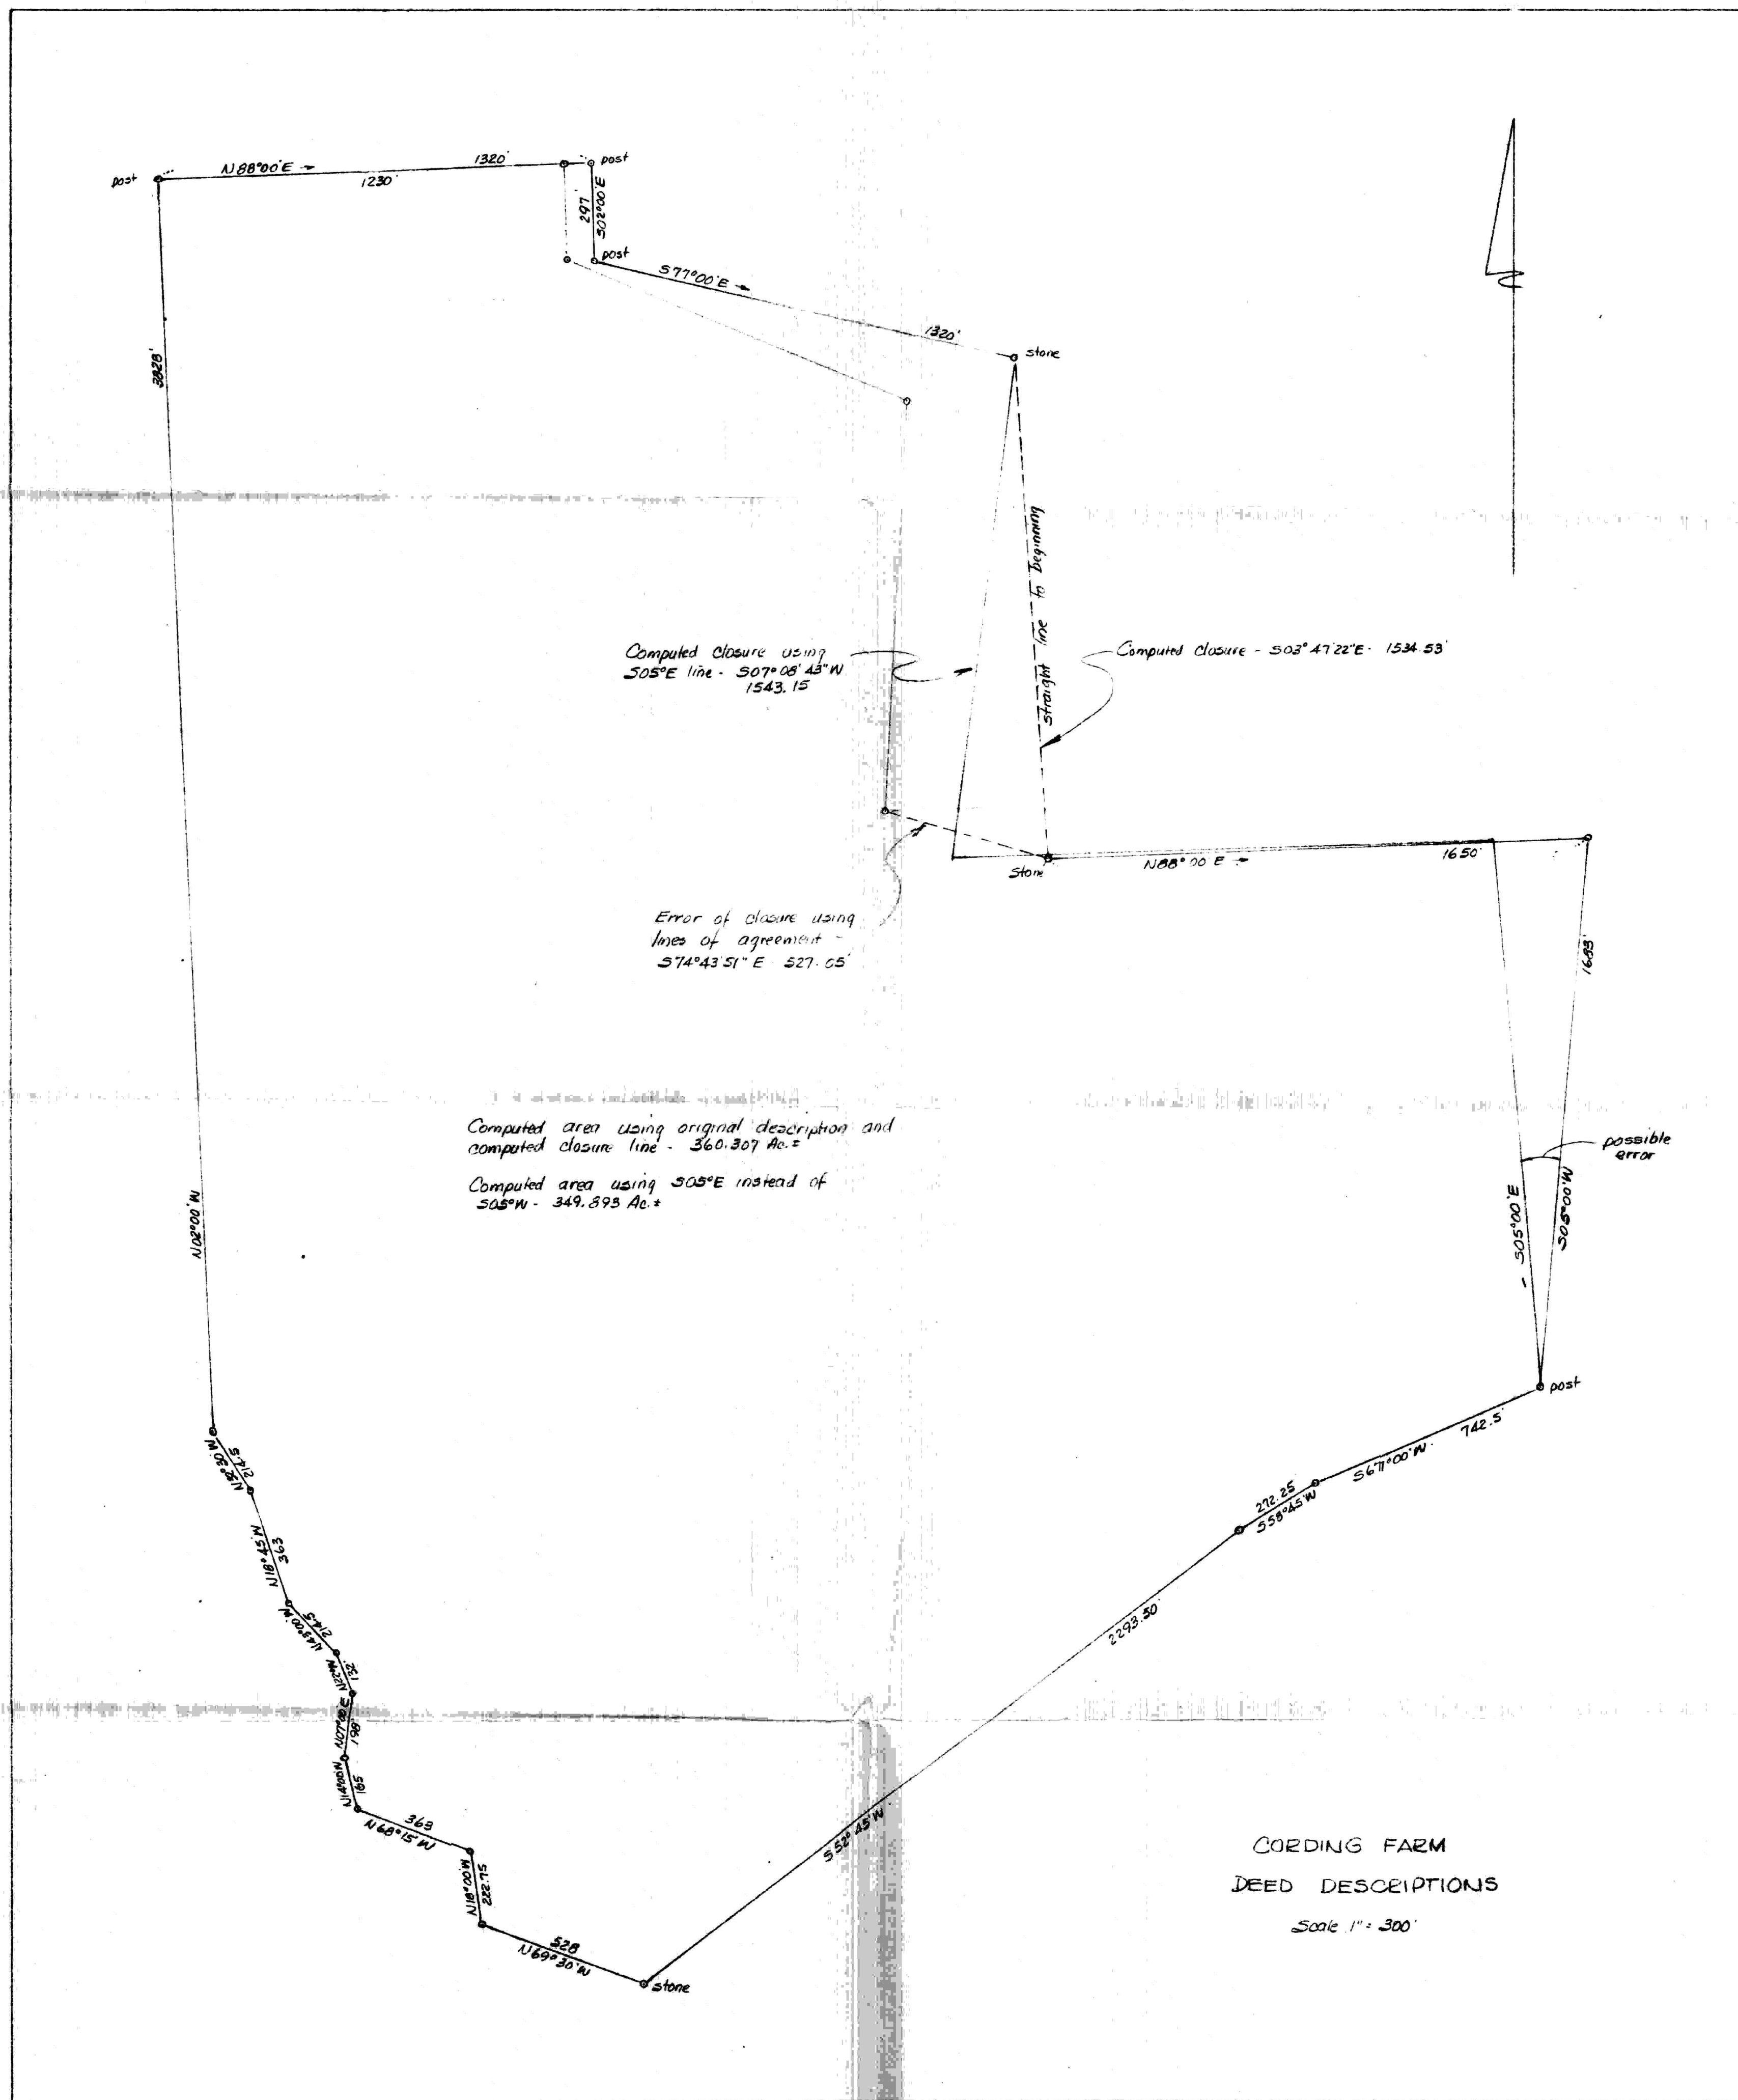 post
N88°00'E
1320'
post
1230'
297
S02°00'E
post
S77°00'E
1320'
stone
3828'
straight line to beginning
Computed closure using
S05°E line - S07°08'43"W
1543.15
Computed closure - S03°47'22"E - 1534.53'
Stone
N88°00'E
1650'
1683'
Error of closure using
lines of agreement -
S74°43'51"E 527.05'
Computed area using original description and
computed closure line - 360.307 Ac.±
Computed area using S05°E instead of
S05°W - 349.893 Ac.±
possible
error
S05°00'E
S05°00'W
N02°00'W
post
742.5'
S67°00'W
272.25
S58°45'W
2293.50'
S52°45'W
214.5
N18°45'W
363
N43°00'W
214.5
132'
N07°00'E
198'
N14°00'W
165
363
N68°15'W
222.75
528
N69°30'W
stone
CORDING FARM
DEED DESCRIPTIONS
Scale 1" = 300'